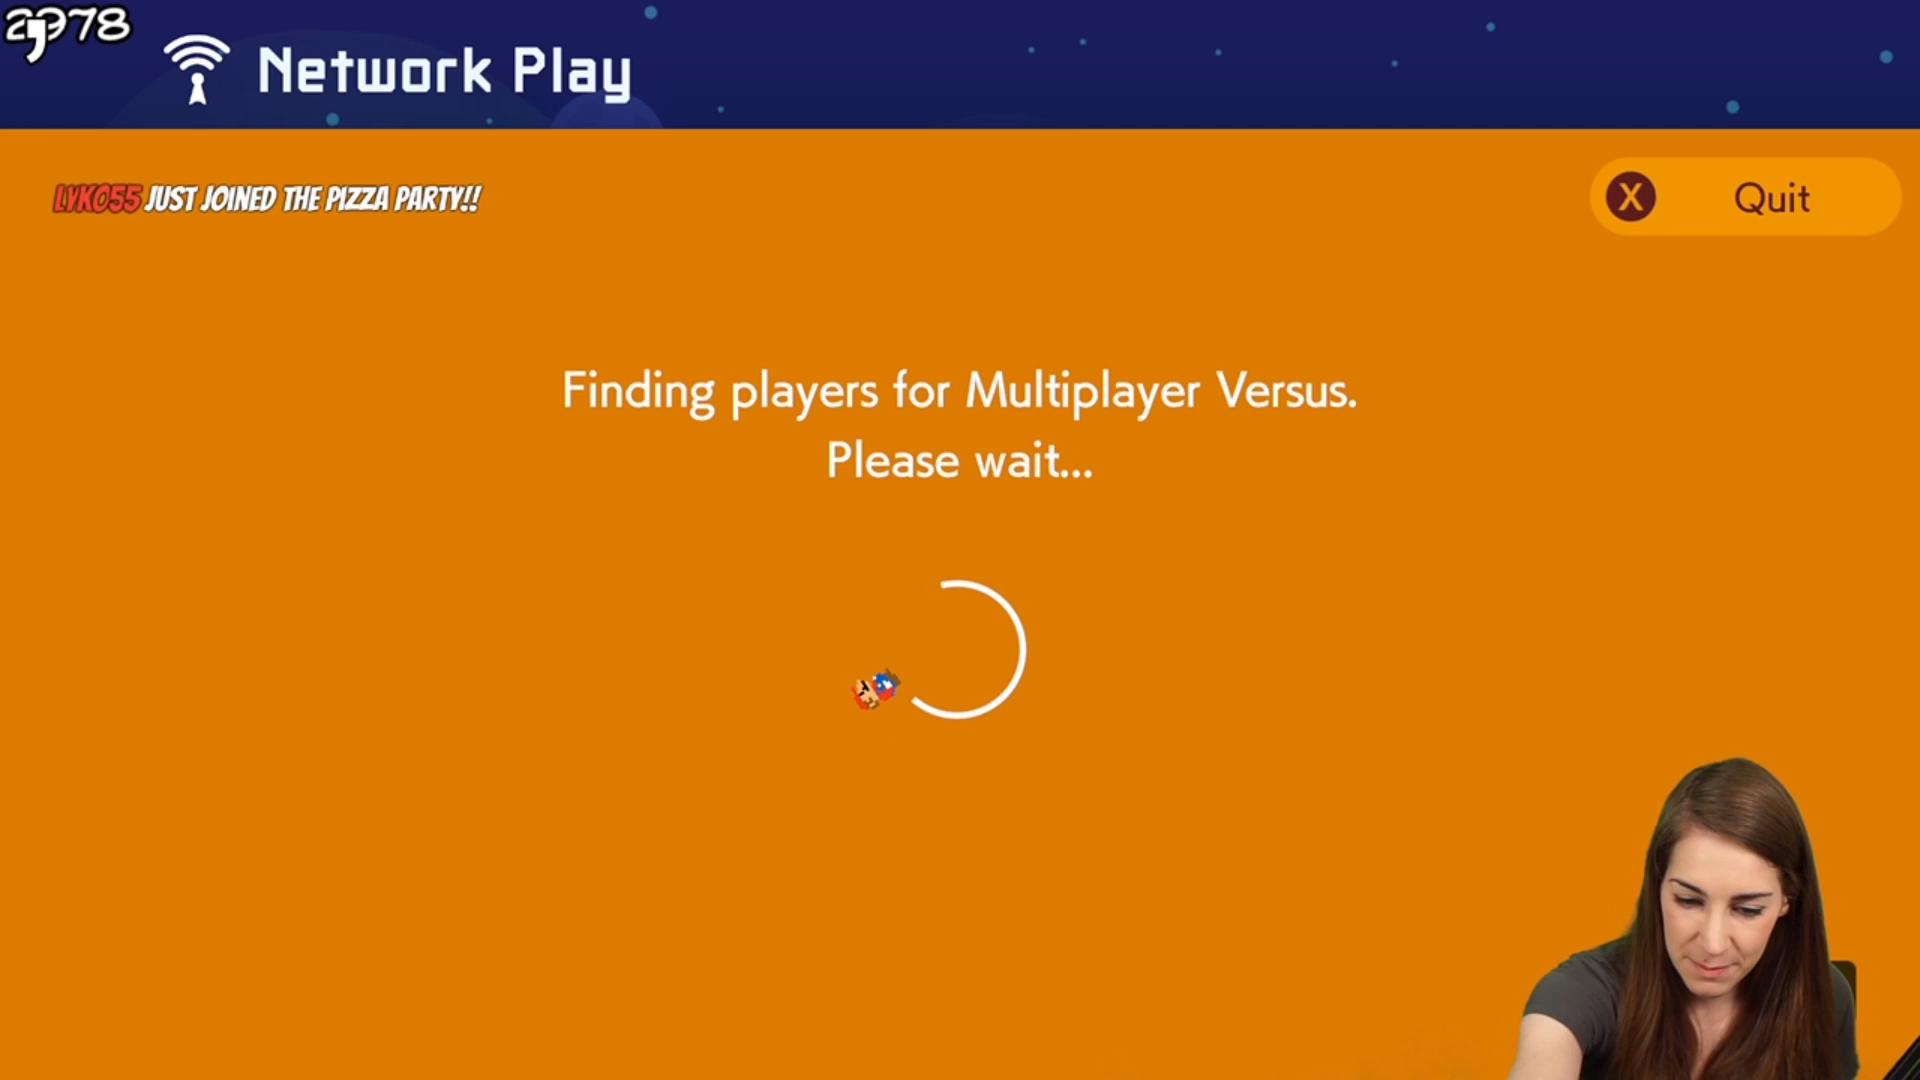 Network Play
LYKO55 JUST JOINED THE PIZZA PARTY!!
X Quit
Finding players for Multiplayer Versus.
Please wait...